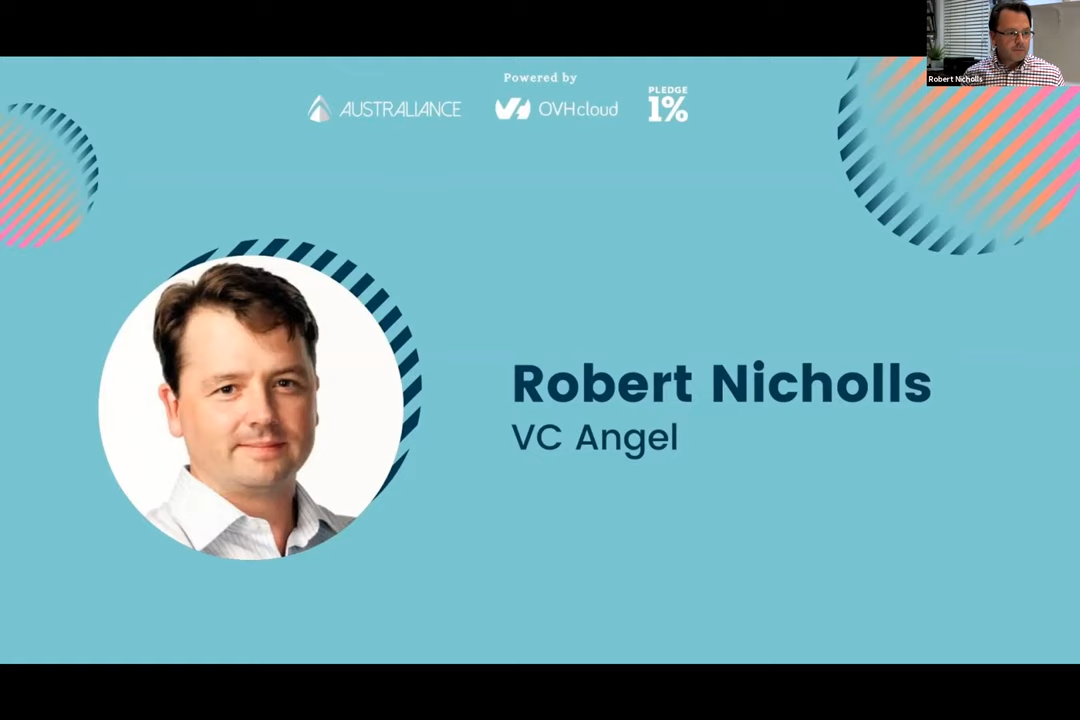 Robert Nicholls
Powered by
AUSTRALIANCE
OVHcloud
PLEDGE
1%
Robert Nicholls
VC Angel